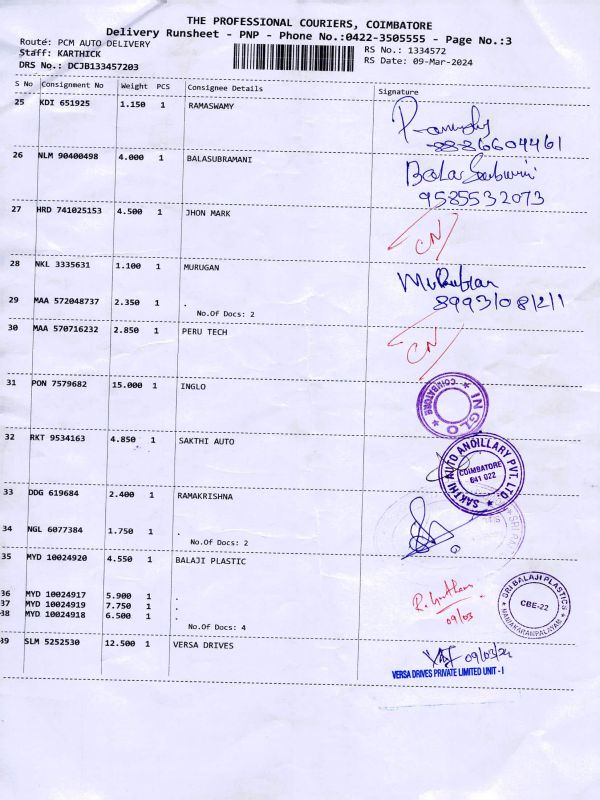 THE PROFESSIONAL COURIERS, COIMBATORE
Delivery Runsheet - PNP - Phone No.:0422-3505555 - Page No.:3
Route: PCM AUTO DELIVERY
RS No.: 1334572
Staff: KARTHICK
RS Date: 09-Mar-2024
DRS No.: DCJB133457203
S No Consignment No Weight PCS Consignee Details Signature
25 KDI 651925 1.150 1 RAMASWAMY
26 NLM 90400498 4.000 1 BALASUBRAMANI
9585532073
27 HRD 741025153 4.500 1 JHON MARK
CN
28 NKL 3335631 1.100 1 MURUGAN
29 MAA 572048737 2.350 1 .
No.Of Docs: 2
30 MAA 570716232 2.850 1 PERU TECH
CN
31 PON 7579682 15.000 1 INGLO
INGLO
COIMBATORE
32 RKT 9534163 4.850 1 SAKTHI AUTO
SAKTHI AUTO ANCILLARY PVT. LTD.
COIMBATORE
641 022
33 DDG 619684 2.400 1 RAMAKRISHNA
34 NGL 6077384 1.750 1 .
No.Of Docs: 2
35 MYD 10024920 4.550 1 BALAJI PLASTIC
36 MYD 10024917 5.900 1 .
37 MYD 10024919 7.750 1 .
38 MYD 10024918 6.500 1 .
No.Of Docs: 4
09/03
SRI BALAJI PLASTICS
CBE-22
39 SLM 5252530 12.500 1 VERSA DRIVES
09/03/24
VERSA DRIVES PRIVATE LIMITED UNIT - I